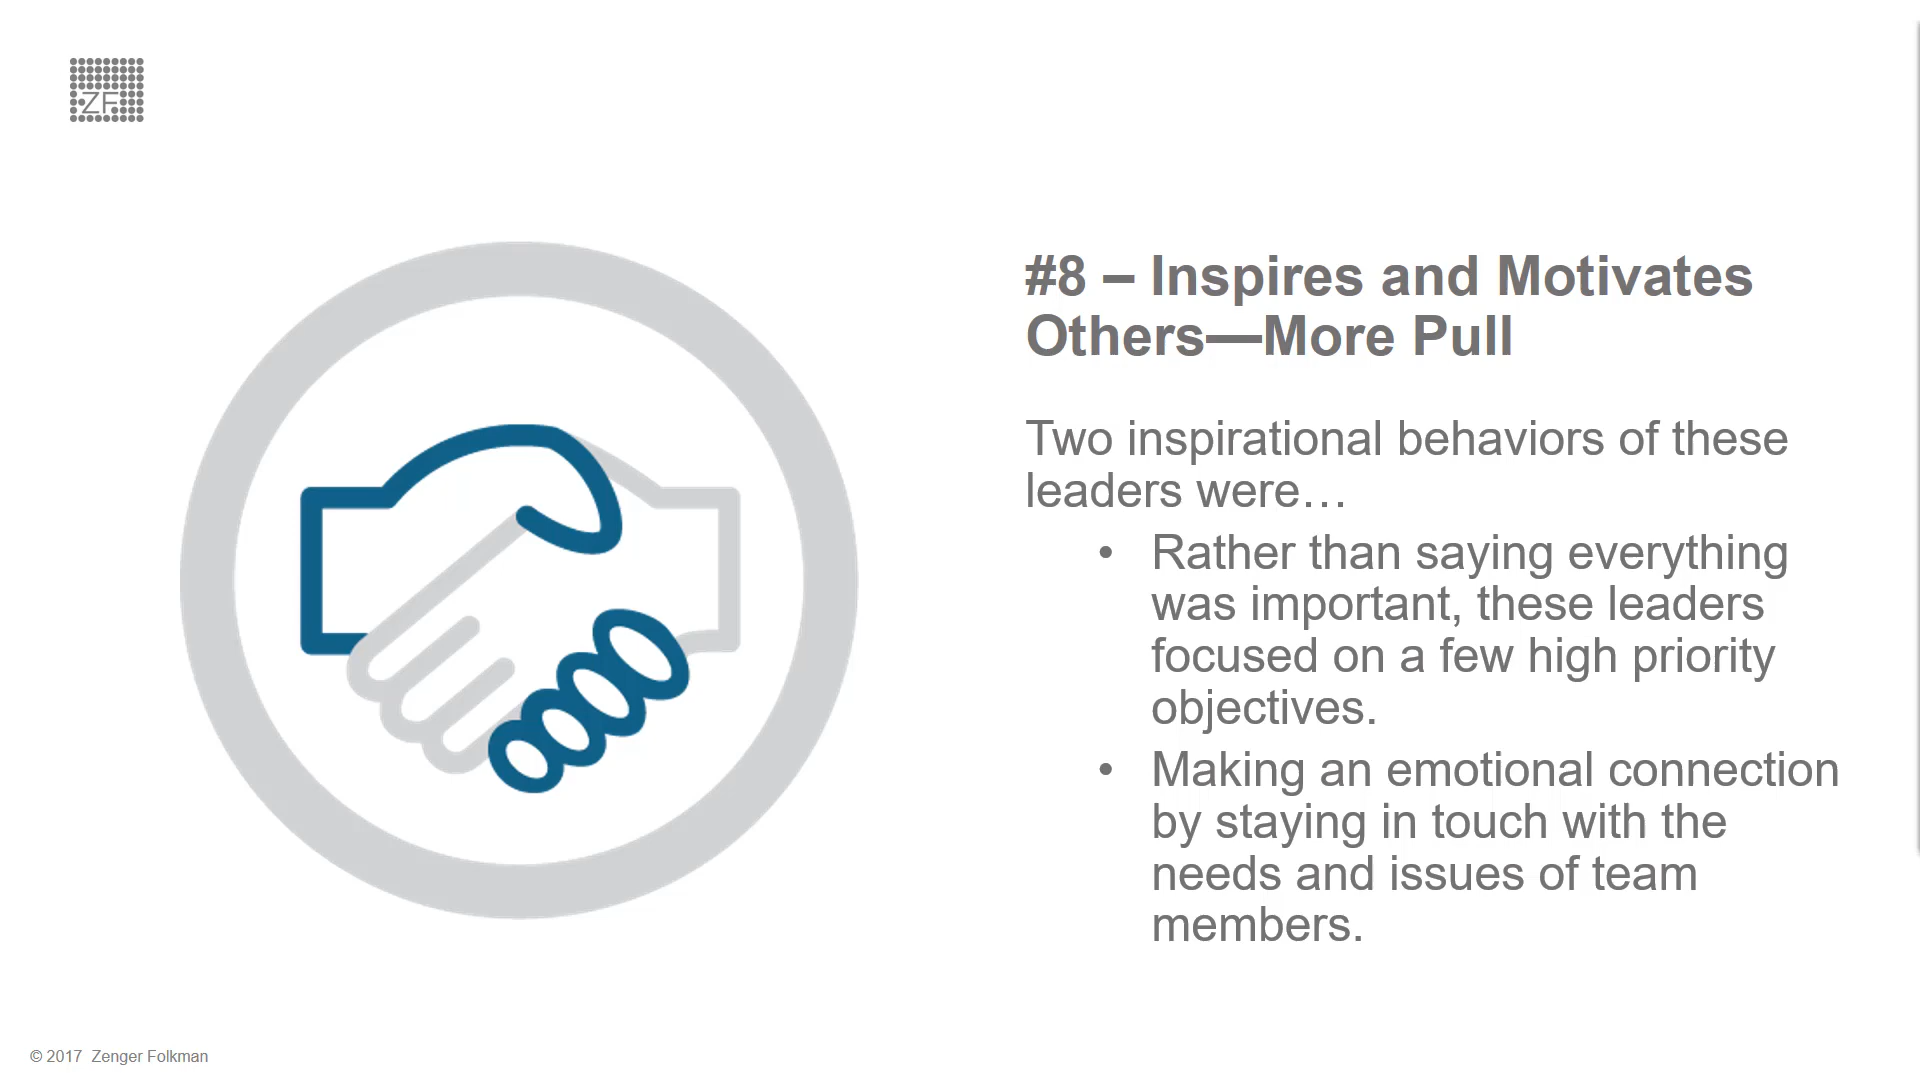 ZF
#8 – Inspires and Motivates
Others—More Pull
Two inspirational behaviors of these
leaders were…
• Rather than saying everything
was important, these leaders
focused on a few high priority
objectives.
• Making an emotional connection
by staying in touch with the
needs and issues of team
members.
© 2017 Zenger Folkman